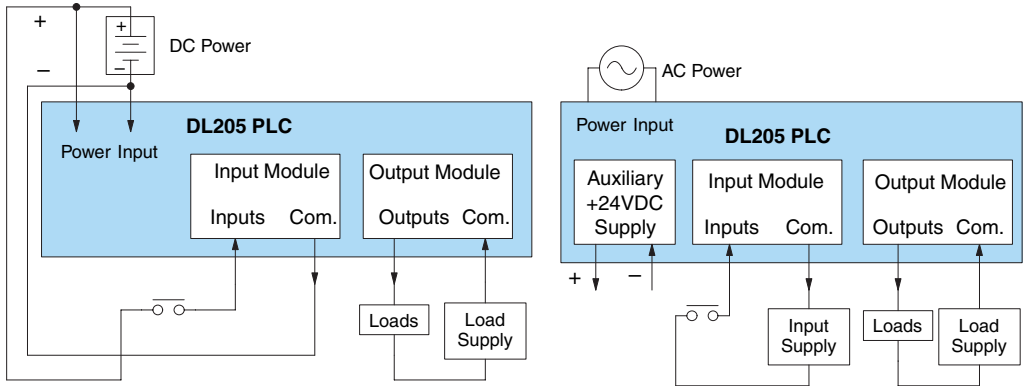 +
−
+
−
DC Power
DL205 PLC
Power Input
Input Module
Inputs Com.
Output Module
Outputs Com.
Loads
Load
Supply
AC Power
Power Input
DL205 PLC
Auxiliary
+24VDC
Supply
+
−
Input Module
Inputs Com.
Output Module
Outputs Com.
Input
Supply
Loads
Load
Supply